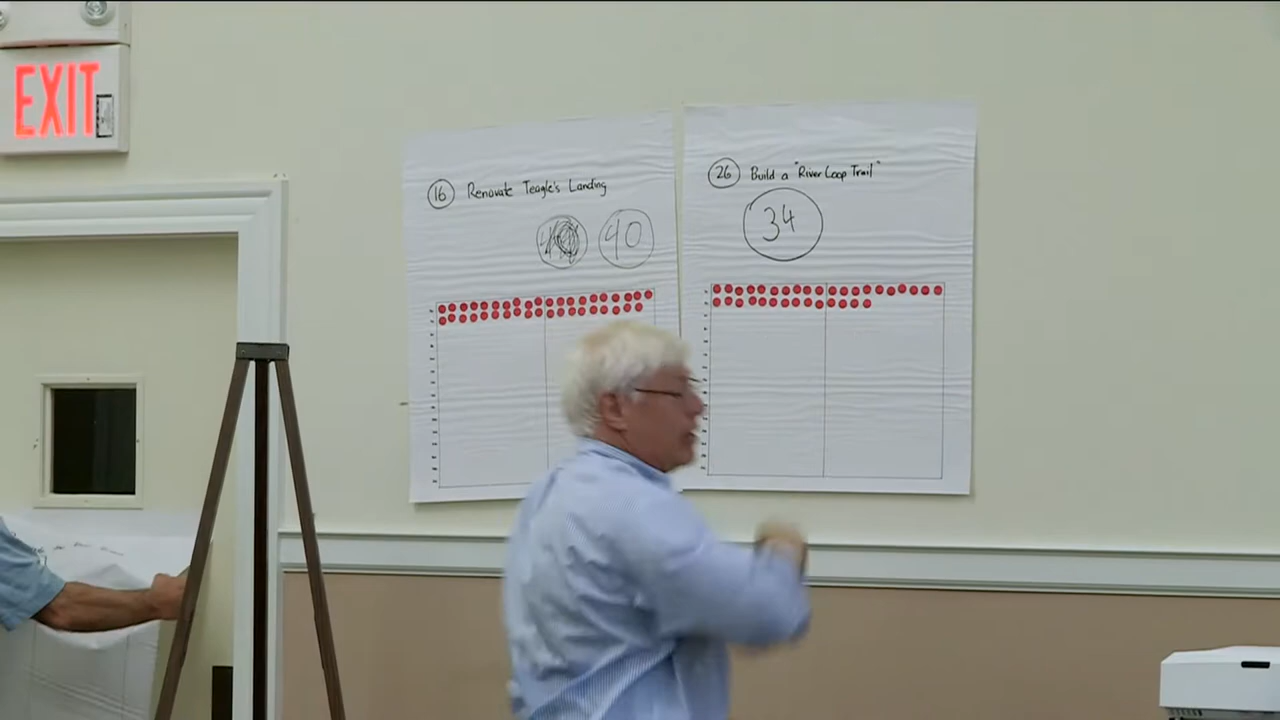 EXIT
16 Renovate Teagle's Landing
40
26 Build a "River Loop Trail"
34